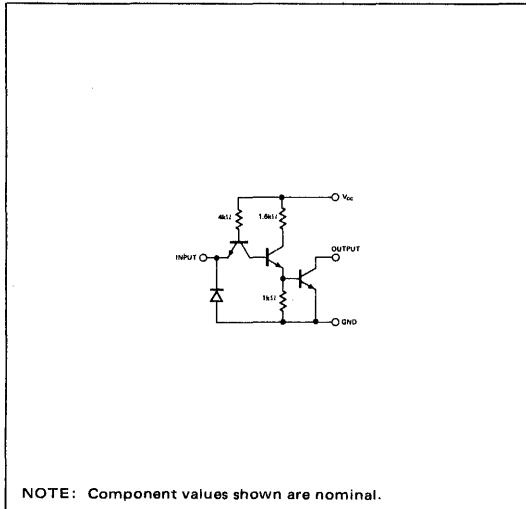 4kΩ
1.6kΩ
VCC
INPUT
OUTPUT
1kΩ
GND
NOTE: Component values shown are nominal.